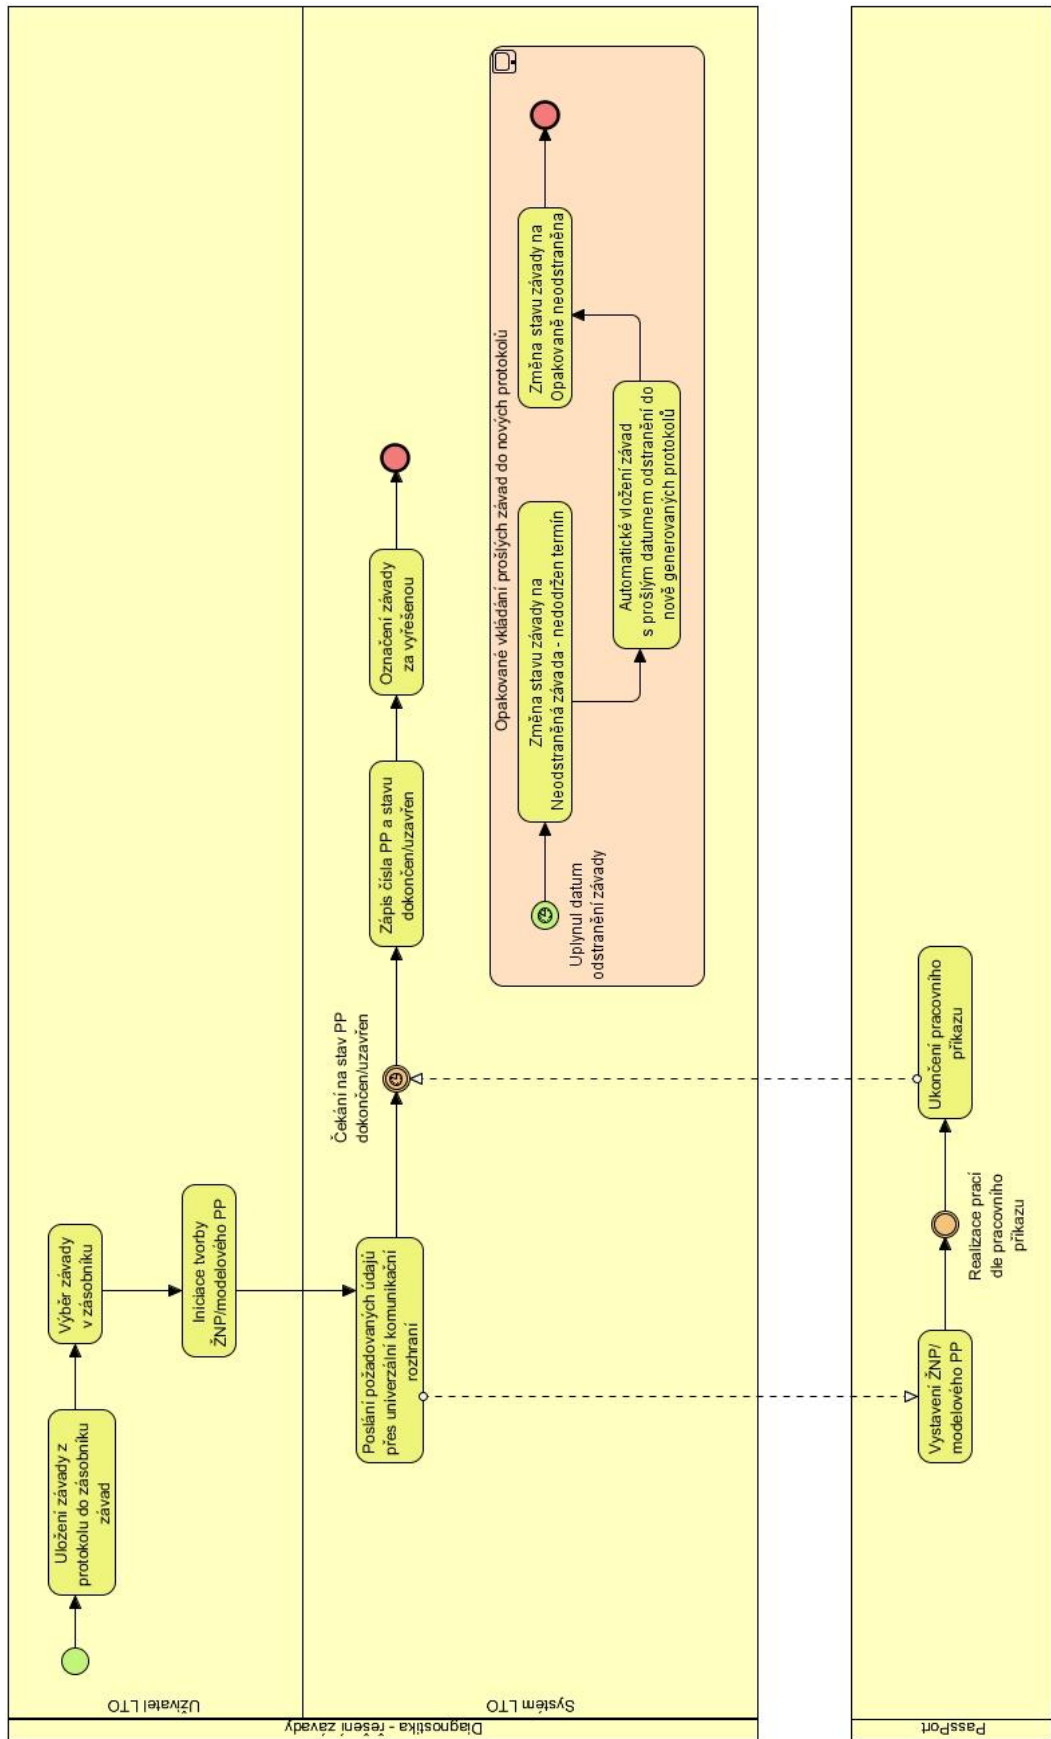 Diagnostika - řešení závady
Uživatel LTO
Uložení závady z
protokolu do zásobníku
závad
Výběr závady
v zásobníku
Iniciace tvorby
ŽNP/modelového PP
Systém LTO
Poslání požadovaných údajů
přes univerzální komunikační
rozhraní
Čekání na stav PP
dokončen/uzavřen
Zápis čísla PP a stavu
dokončen/uzavřen
Označení závady
za vyřešenou
Opakované vkládání prošlých závad do nových protokolů
Uplynul datum
odstranění závady
Změna stavu závady na
Neodstraněná závada - nedodržen termín
Automatické vložení závad
s prošlým datumem odstranění do
nově generovaných protokolů
Změna stavu závady na
Opakovaně neodstraněna
PassPort
Vystavení ŽNP/
modelového PP
Realizace prací
dle pracovního
příkazu
Ukončení pracovního
příkazu